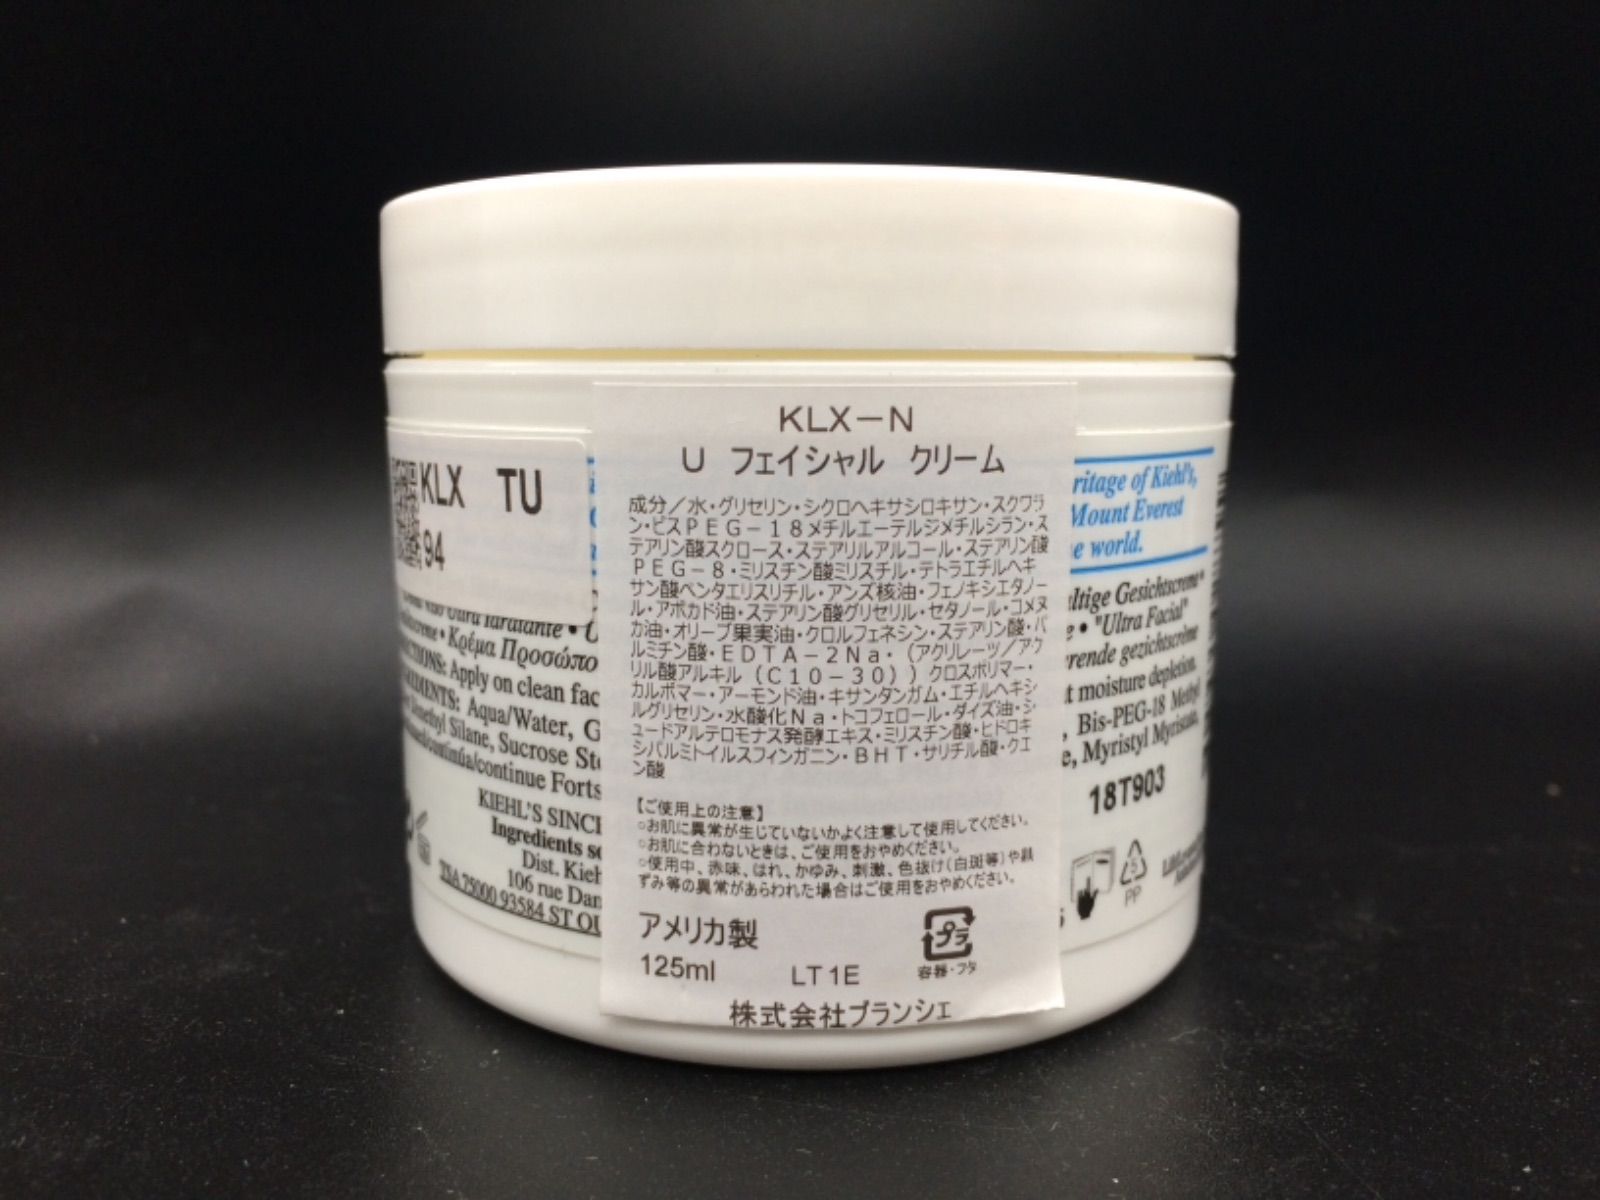 KLX－N
U フェイシャル クリーム
成分／水・グリセリン・シクロヘキサシロキサン・スクワラ
ン・ビスＰＥＧ－１８メチルエーテルジメチルシラン・ス
テアリン酸スクロース・ステアリルアルコール・ステアリン酸
ＰＥＧ－８・ミリスチン酸ミリスチル・テトラエチルヘキ
サン酸ペンタエリスリチル・アンズ核油・フェノキシエタノー
ル・アボカド油・ステアリン酸グリセリル・セタノール・コメヌ
カ油・オリーブ果実油・クロルフェネシン・ステアリン酸・パ
ルミチン酸・ＥＤＴＡ－２Ｎａ・（アクリレーツ／アク
リル酸アルキル（Ｃ１０－３０））クロスポリマー・
カルボマー・アーモンド油・キサンタンガム・エチルヘキシ
ルグリセリン・水酸化Ｎａ・トコフェロール・ダイズ油・シ
ュードアルテロモナス発酵エキス・ミリスチン酸・ヒドロキ
シパルミトイルスフィンガニン・ＢＨＴ・サリチル酸・クエ
ン酸
【ご使用上の注意】
○お肌に異常が生じていないかよく注意して使用してください。
○お肌に合わないときは、ご使用をおやめください。
○使用中、赤味、はれ、かゆみ、刺激、色抜け(白斑等)や黒
ずみ等の異常があらわれた場合はご使用をおやめください。
アメリカ製
125ml LT1E
プラ
容器・フタ
株式会社ブランシェ
KLX TU
94
Idratante •
Κρέμα Προσώπο
Apply on clean fac
Aqua/Water, G
Silane, Sucrose
continue Forts
KIEHL'S SINCE
Ingredients
Dist. Kieh
106 rue Dan
TSA 75000 93584 ST OU
ritage of Kiehl's,
Mount Everest
e world.
ltige Gesichtscreme •
• "Ultra Facial"
rende gezichtscrème
t moisture depletion.
, Bis-PEG-18 Methyl
e, Myristyl Myristate,
18T903
5
PP